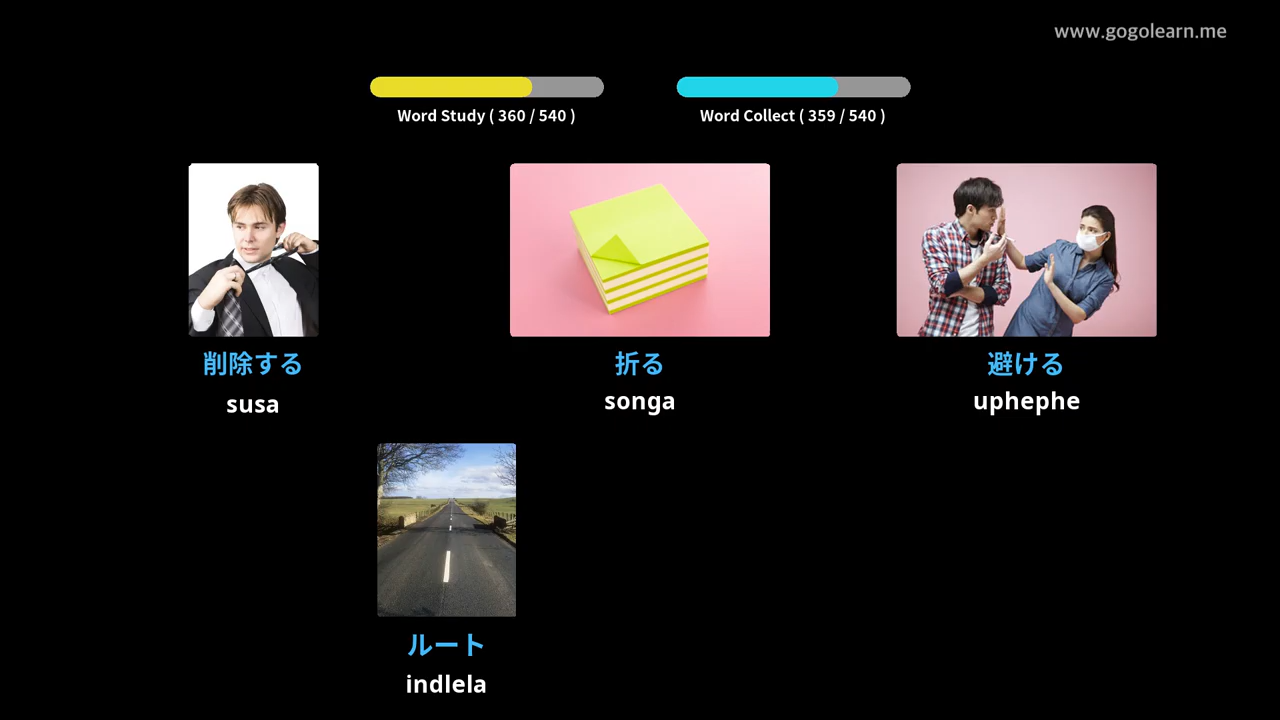 www.gogolearn.me
Word Study ( 360 / 540 )
Word Collect ( 359 / 540 )
削除する
折る
避ける
susa
songa
uphephe
ルート
indlela